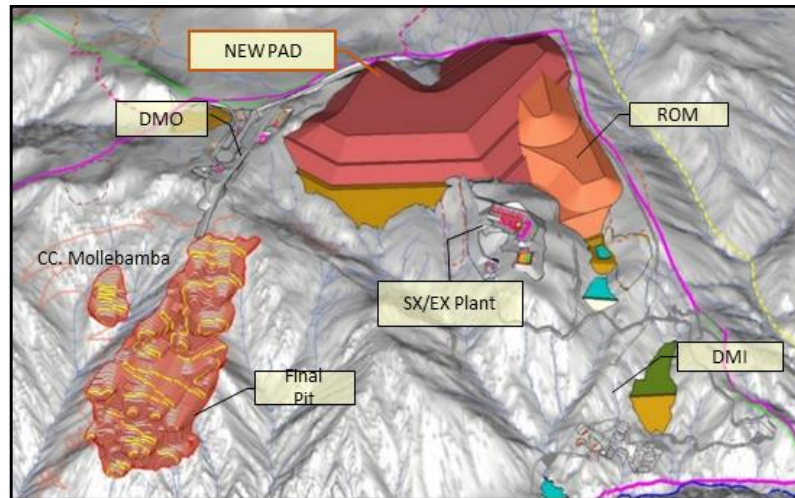 NEW PAD
ROM
DMO
CC. Mollebamba
SX/EX Plant
DMI
Final
Pit